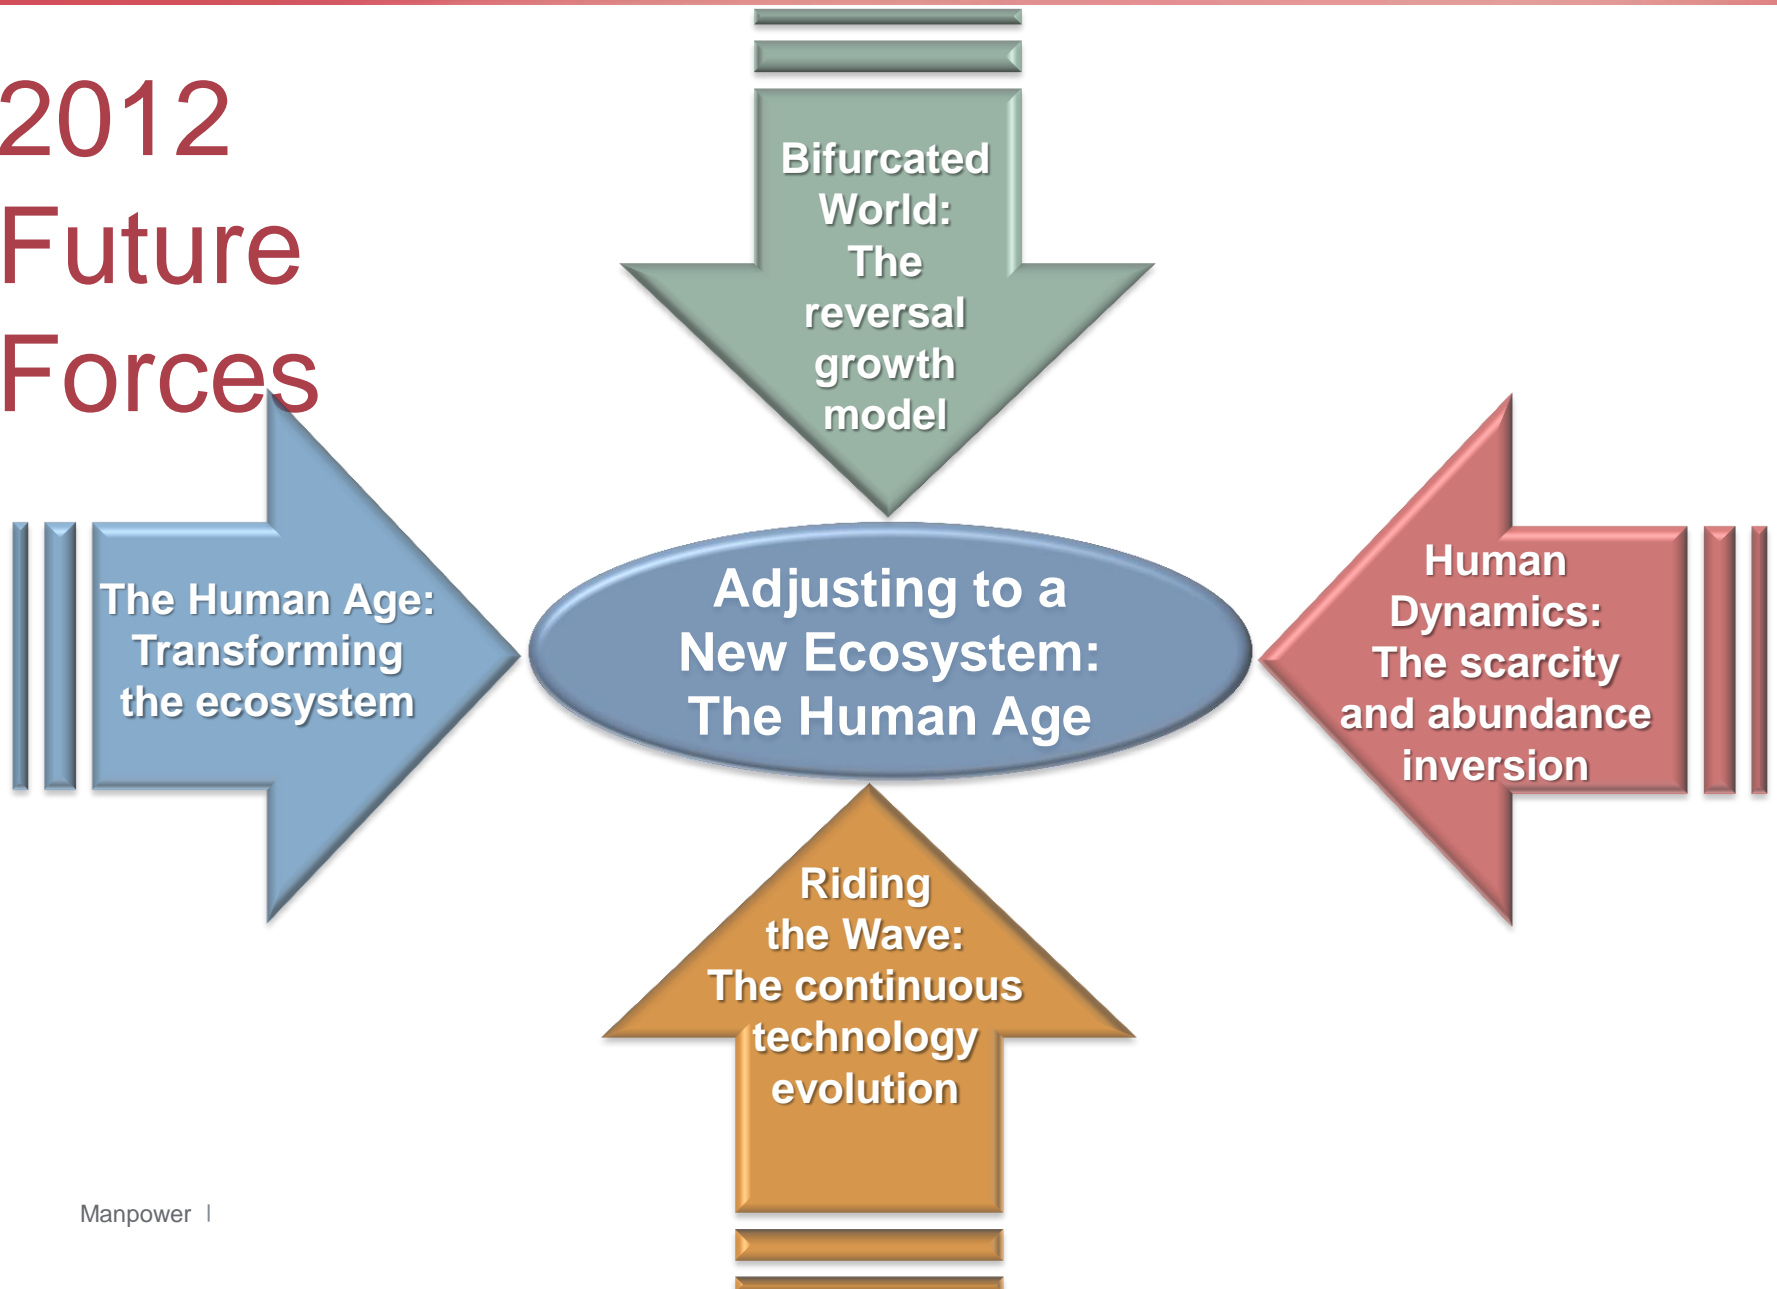 2012
Future
Forces
Bifurcated
World:
The
reversal
growth
model
The Human Age:
Transforming
the ecosystem
Adjusting to a
New Ecosystem:
The Human Age
Human
Dynamics:
The scarcity
and abundance
inversion
Riding
the Wave:
The continuous
technology
evolution
Manpower |